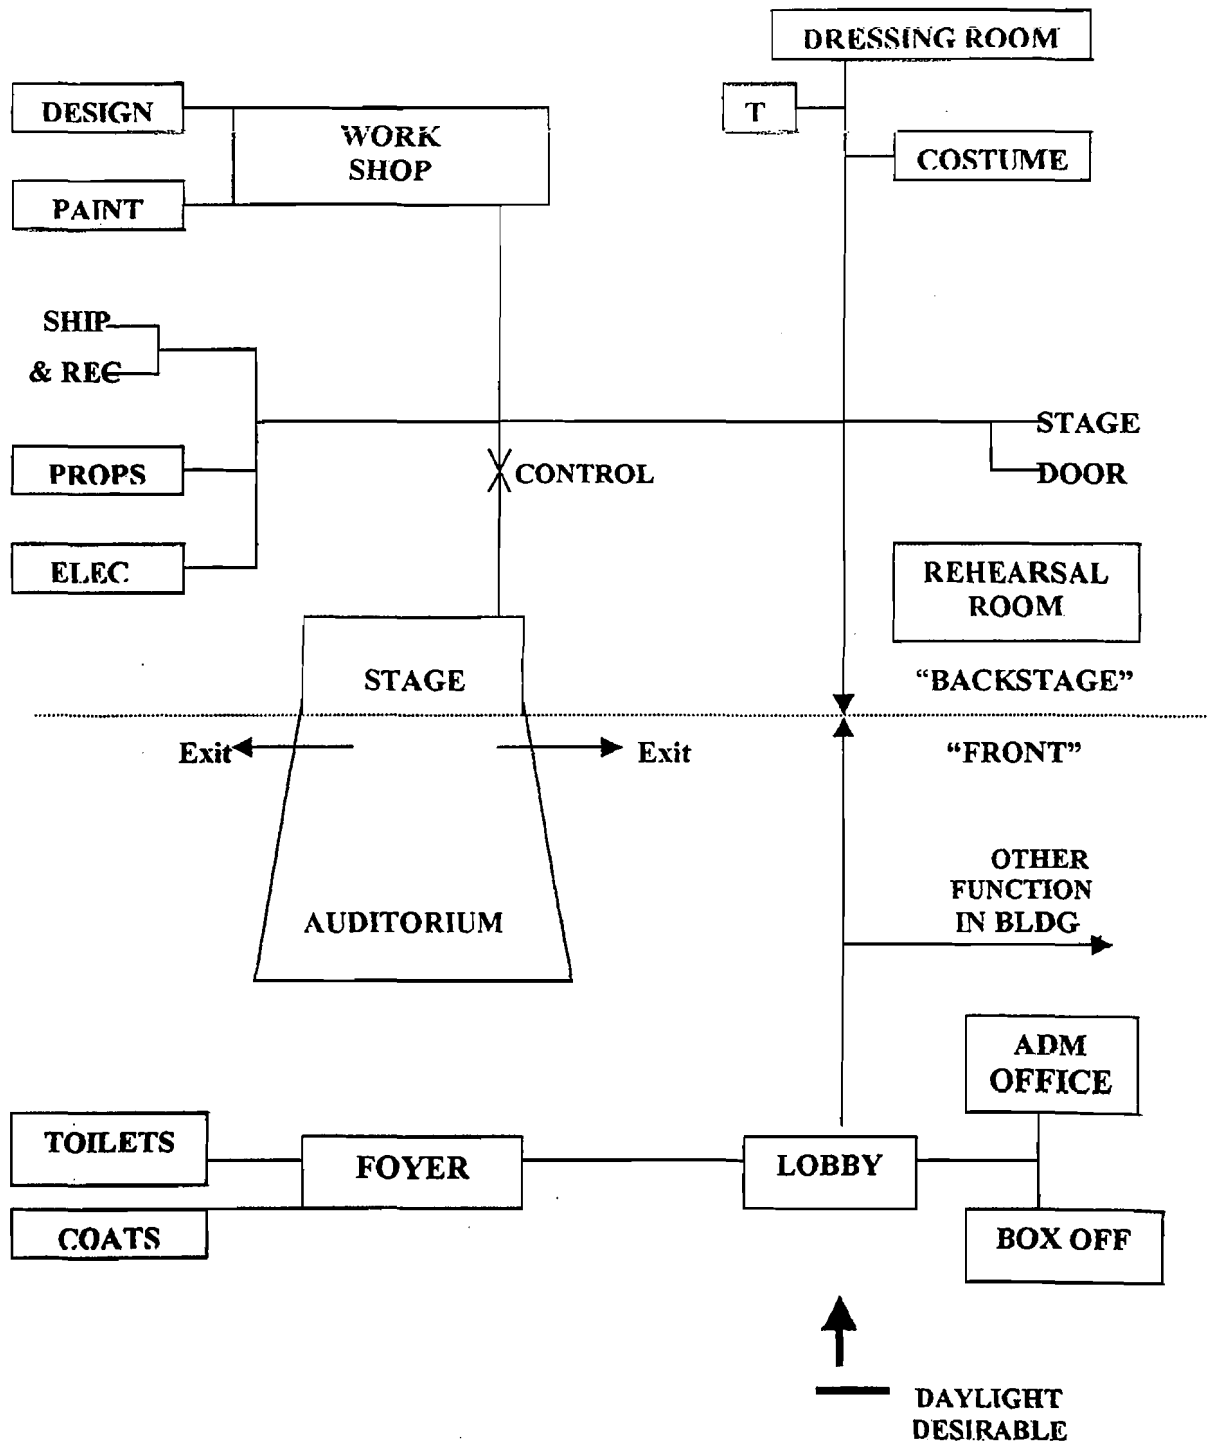 DRESSING ROOM
DESIGN
T
WORK
SHOP
COSTUME
PAINT
SHIP
& REC
STAGE
DOOR
PROPS
CONTROL
ELEC
REHEARSAL
ROOM
STAGE
"BACKSTAGE"
Exit
Exit
"FRONT"
OTHER
FUNCTION
IN BLDG
AUDITORIUM
ADM
OFFICE
TOILETS
FOYER
LOBBY
COATS
BOX OFF
DAYLIGHT
DESIRABLE